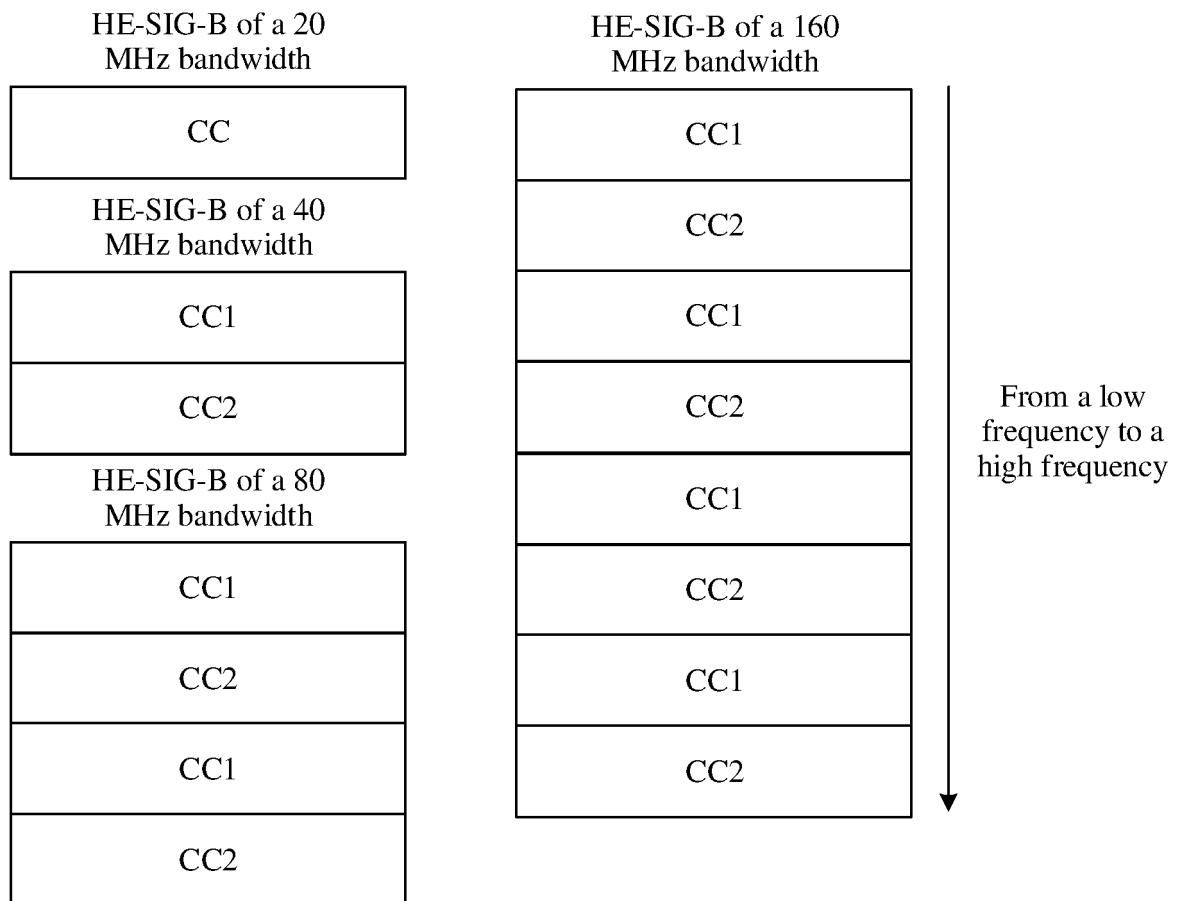 HE-SIG-B of a 20
MHz bandwidth
CC
HE-SIG-B of a 40
MHz bandwidth
CC1
CC2
HE-SIG-B of a 80
MHz bandwidth
CC1
CC2
CC1
CC2
HE-SIG-B of a 160
MHz bandwidth
CC1
CC2
CC1
CC2
CC1
CC2
CC1
CC2
From a low
frequency to a
high frequency